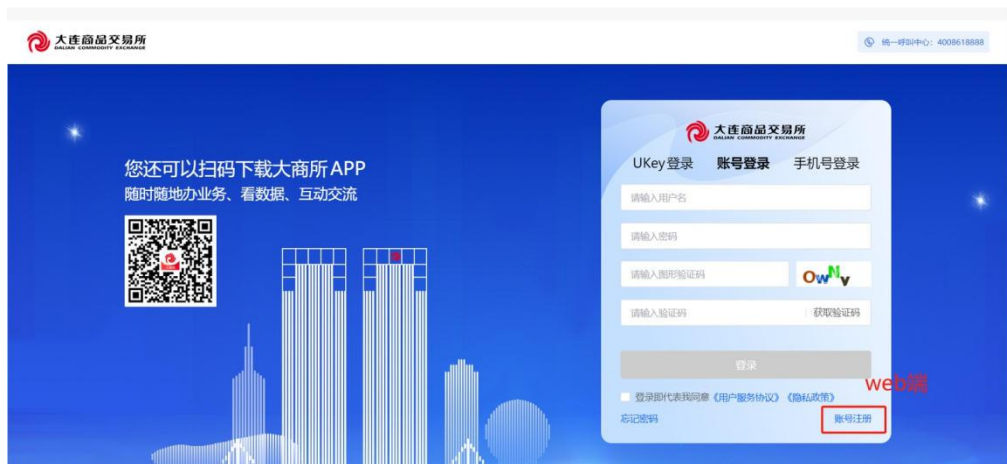 大连商品交易所
DALIAN COMMODITY EXCHANGE
统一呼叫中心：4008618888
大连商品交易所
DALIAN COMMODITY EXCHANGE
您还可以扫码下载大商所APP
随时随地办业务、看数据、互动交流
UKey登录 账号登录 手机号登录
请输入用户名
请输入密码
请输入图形验证码 OwNv
请输入验证码 获取验证码
登录
web端
登录即代表我同意《用户服务协议》《隐私政策》
忘记密码 账号注册